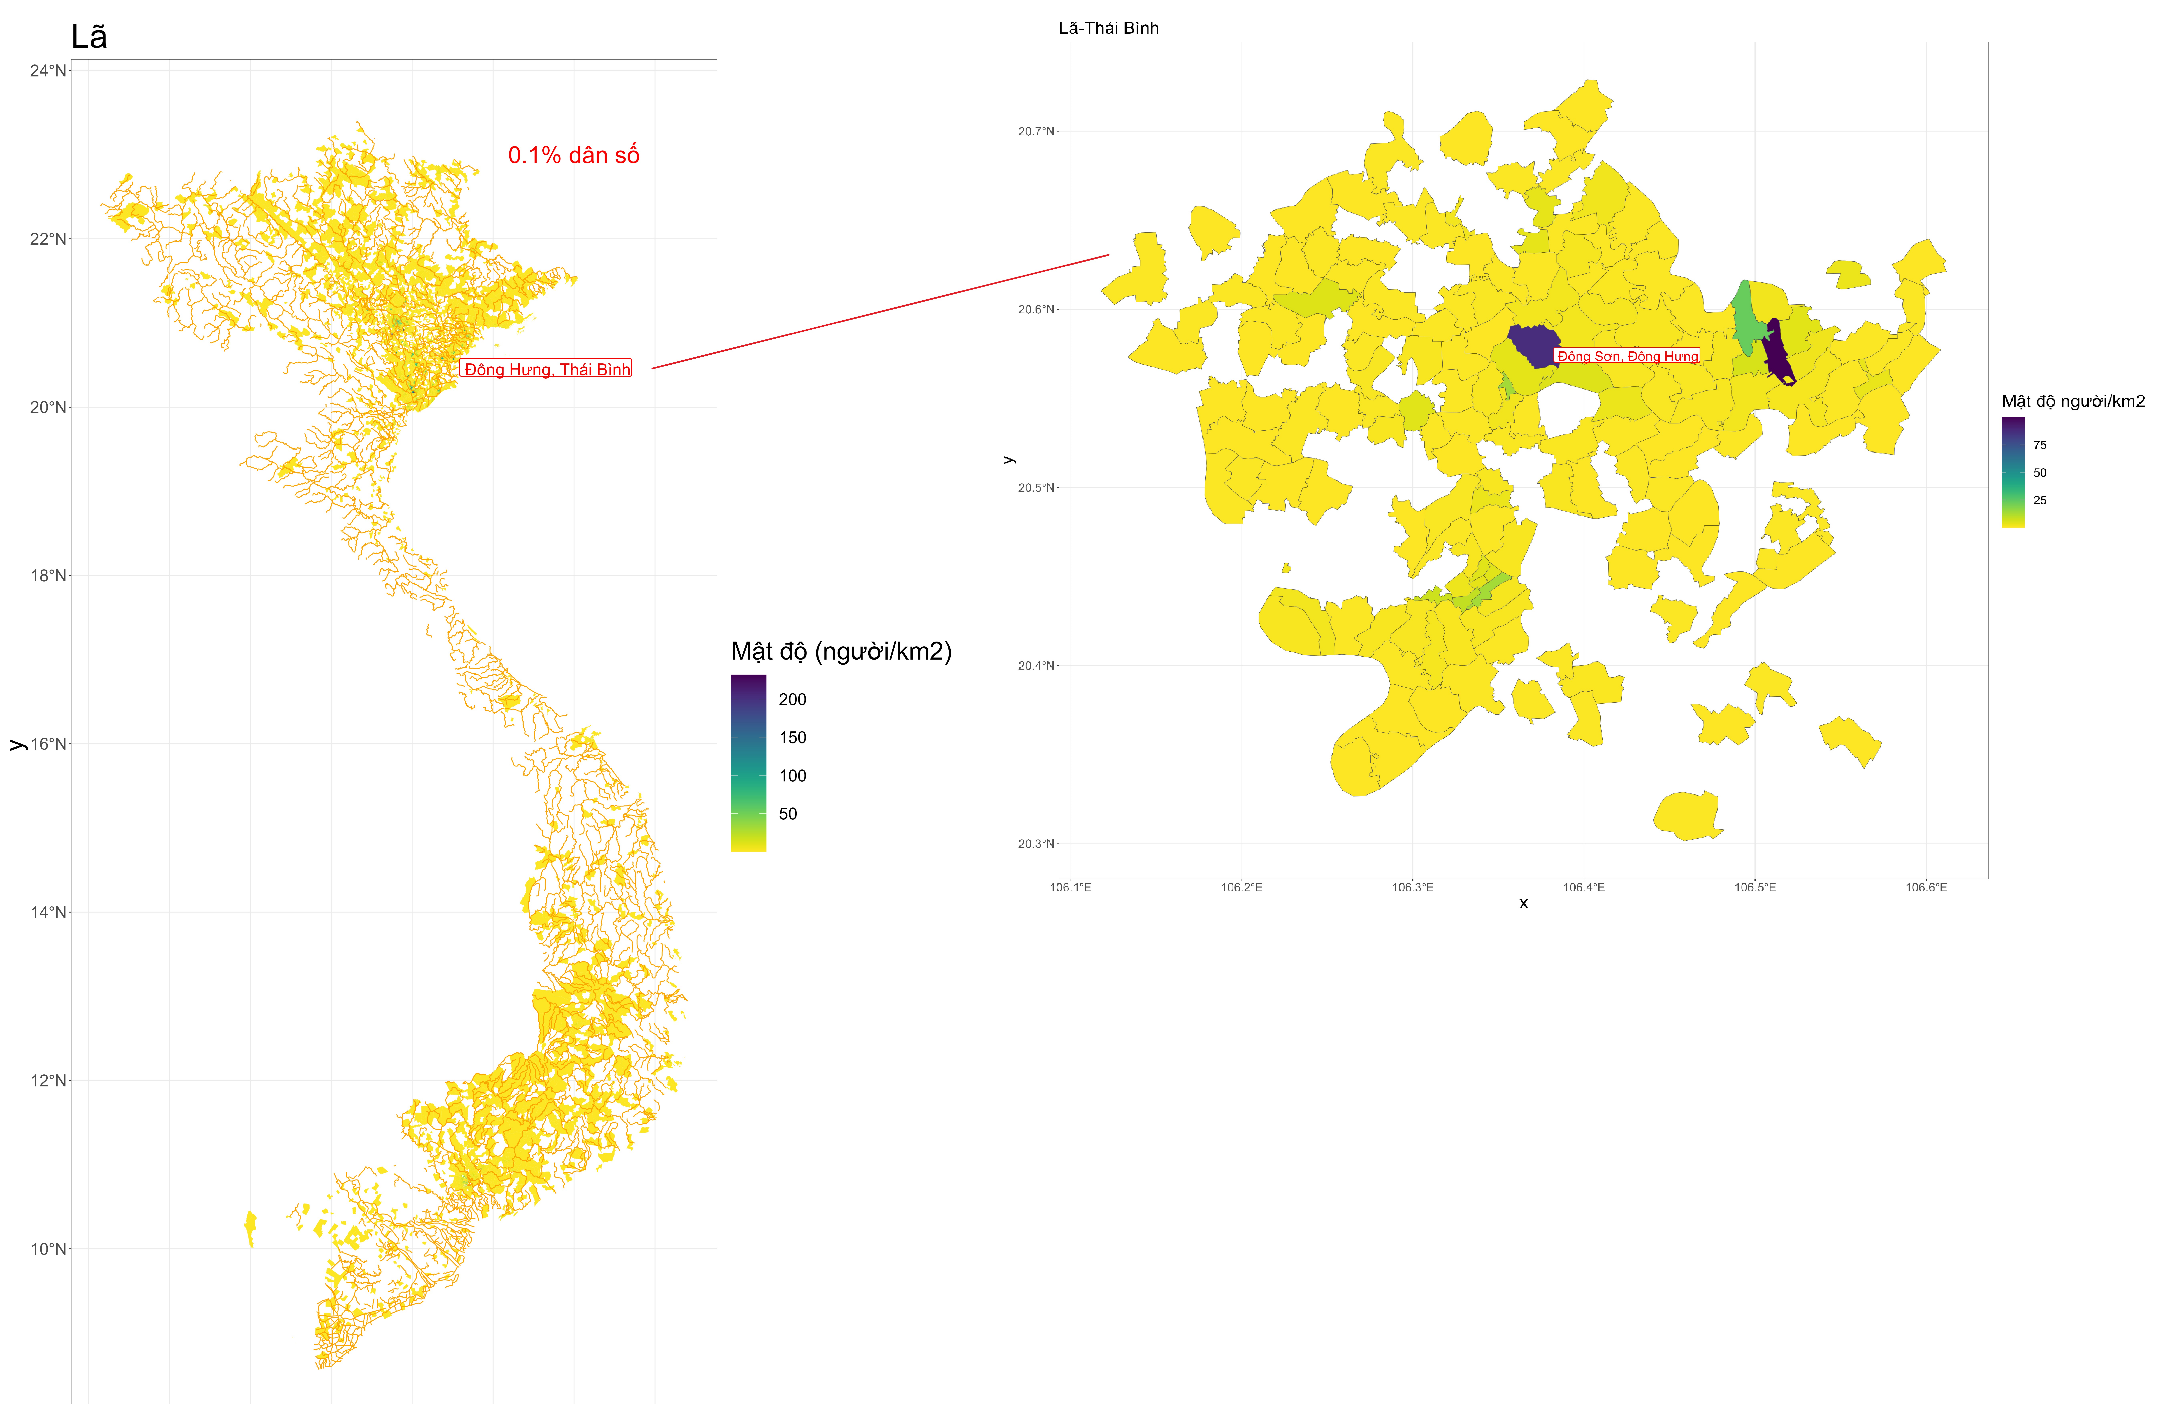 Lã
24°N
22°N
20°N
18°N
16°N
14°N
12°N
10°N
y
0.1% dân số
Đông Hưng, Thái Bình
Mật độ (người/km2)
200
150
100
50
Lã-Thái Bình
20.7°N
20.6°N
20.5°N
20.4°N
20.3°N
y
Đông Sơn, Đông Hưng
106.1°E
106.2°E
106.3°E
106.4°E
106.5°E
106.6°E
x
Mật độ người/km2
75
50
25